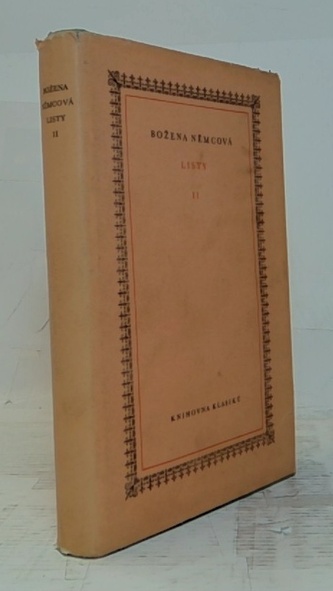 BOŽENA
NĚMCOVÁ
LISTY
II
BOŽENA NĚMCOVÁ
LISTY
II
KNIHOVNA KLASIKŮ